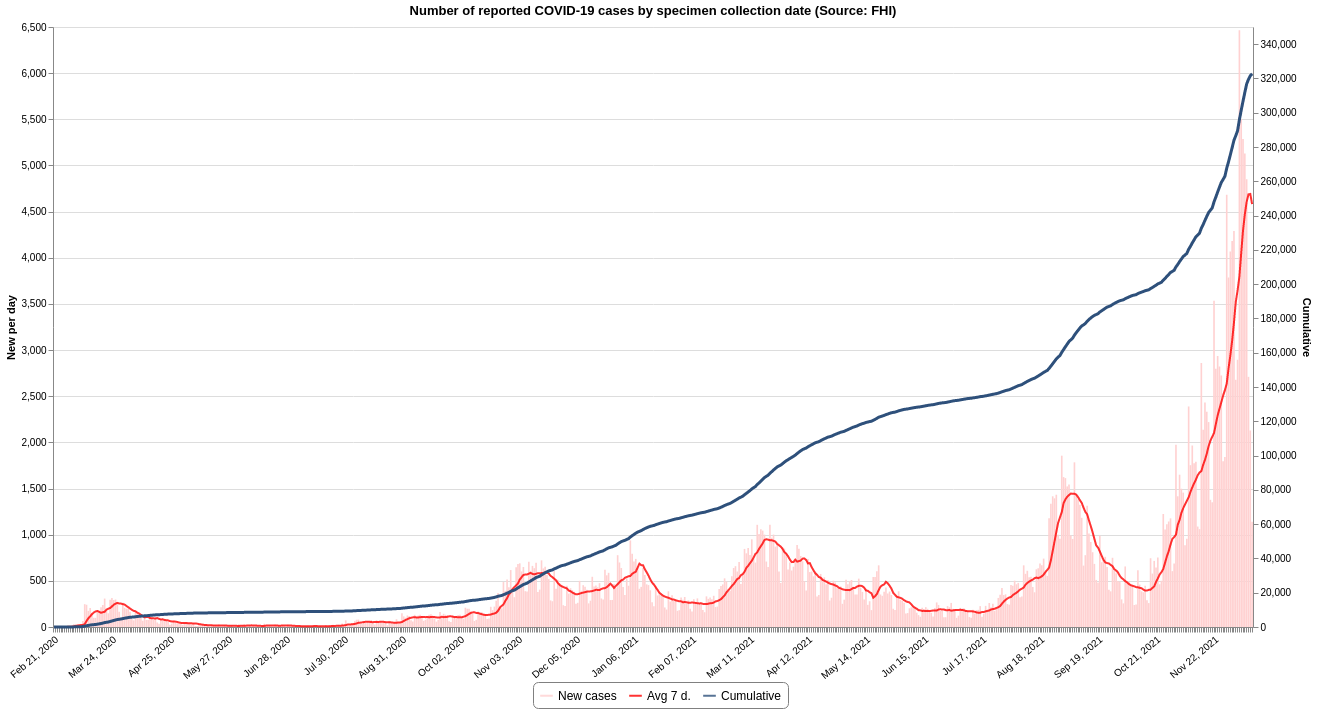 Number of reported COVID-19 cases by specimen collection date (Source: FHI)
New per day
6,500
6,000
5,500
5,000
4,500
4,000
3,500
3,000
2,500
2,000
1,500
1,000
500
0
340,000
320,000
300,000
280,000
260,000
240,000
220,000
200,000
180,000
160,000
140,000
120,000
100,000
80,000
60,000
40,000
20,000
0
Cumulative
Feb 21, 2020
Mar 24, 2020
Apr 25, 2020
May 27, 2020
Jun 28, 2020
Jul 30, 2020
Aug 31, 2020
Oct 02, 2020
Nov 03, 2020
Dec 05, 2020
Jan 06, 2021
Feb 07, 2021
Mar 11, 2021
Apr 12, 2021
May 14, 2021
Jun 15, 2021
Jul 17, 2021
Aug 18, 2021
Sep 19, 2021
Oct 21, 2021
Nov 22, 2021
New cases Avg 7 d. Cumulative